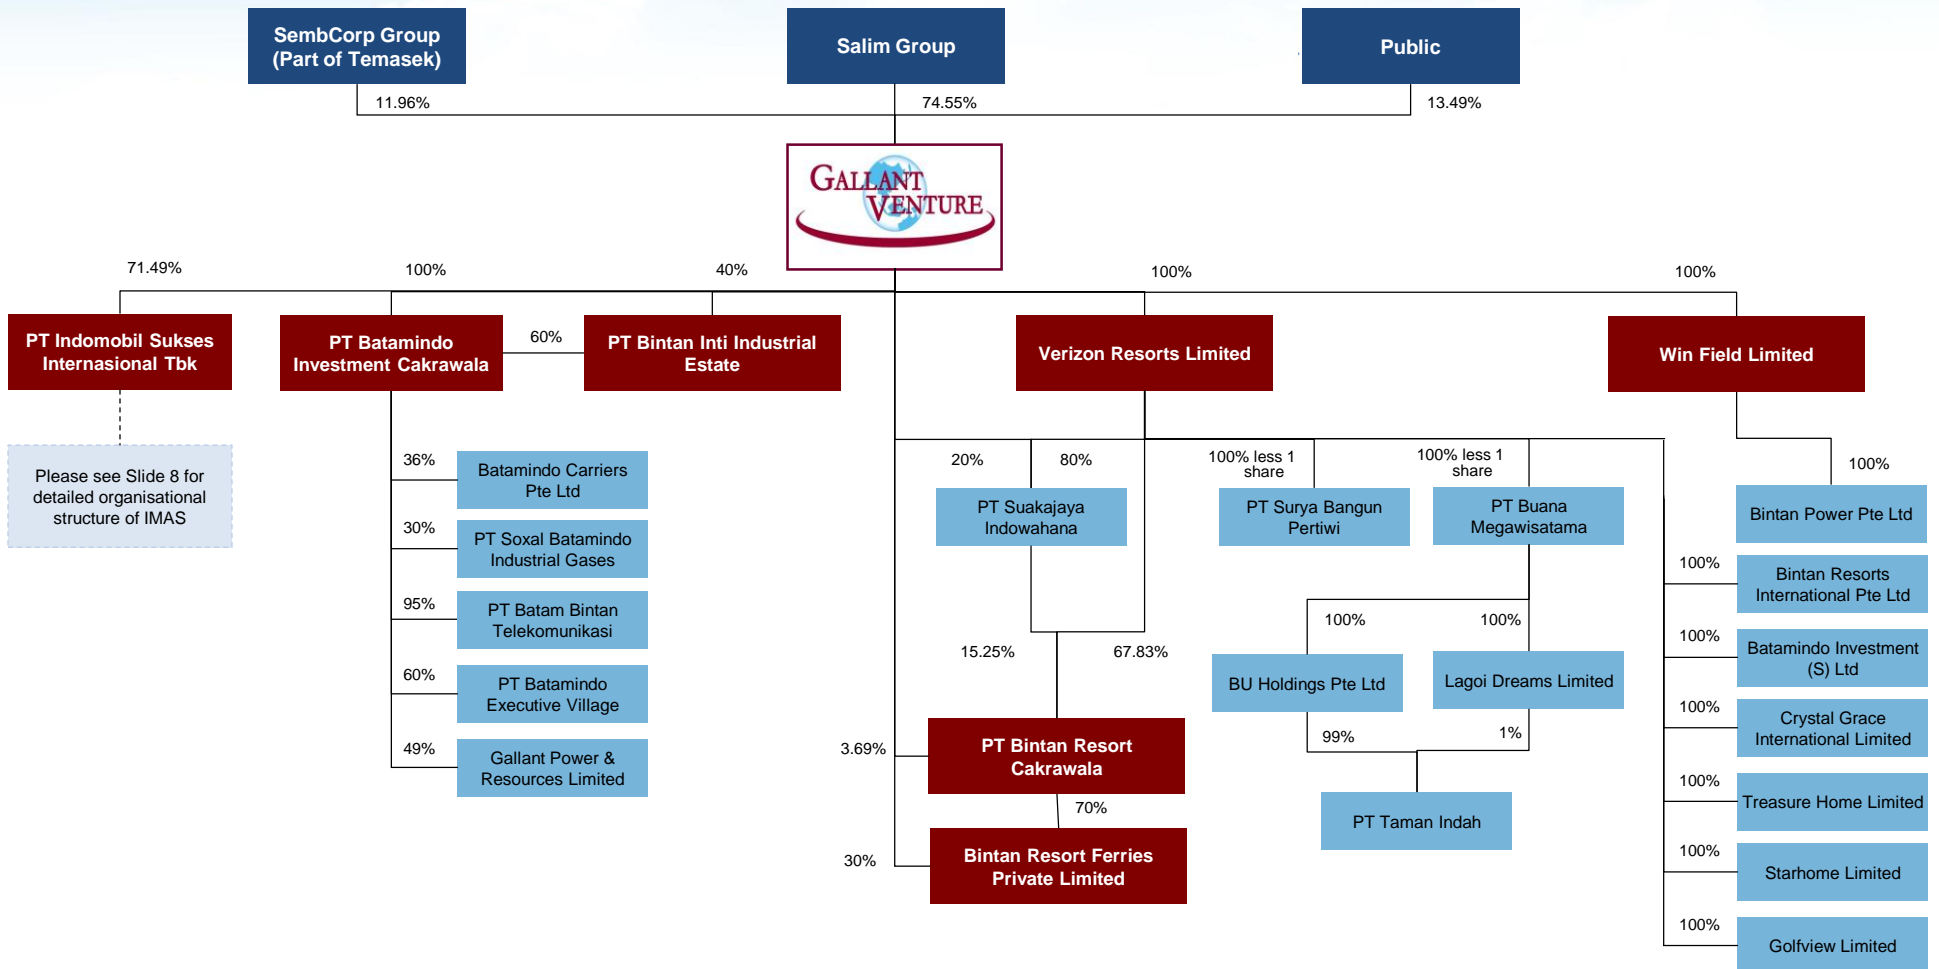 SembCorp Group
(Part of Temasek)
Salim Group
Public
11.96%
74.55%
13.49%
GALLANT
VENTURE
71.49%
100%
40%
100%
100%
PT Indomobil Sukses
Internasional Tbk
PT Batamindo
Investment Cakrawala
60%
PT Bintan Inti Industrial
Estate
Verizon Resorts Limited
Win Field Limited
Please see Slide 8 for
detailed organisational
structure of IMAS
36%
Batamindo Carriers
Pte Ltd
30%
PT Soxal Batamindo
Industrial Gases
95%
PT Batam Bintan
Telekomunikasi
60%
PT Batamindo
Executive Village
49%
Gallant Power &
Resources Limited
20%
80%
100% less 1
share
100% less 1
share
100%
PT Suakajaya
Indowahana
PT Surya Bangun
Pertiwi
PT Buana
Megawisatama
Bintan Power Pte Ltd
15.25%
67.83%
100%
100%
BU Holdings Pte Ltd
Lagoi Dreams Limited
99%
1%
PT Taman Indah
3.69%
PT Bintan Resort
Cakrawala
70%
30%
Bintan Resort Ferries
Private Limited
100%
Bintan Resorts
International Pte Ltd
100%
Batamindo Investment
(S) Ltd
100%
Crystal Grace
International Limited
100%
Treasure Home Limited
100%
Starhome Limited
100%
Golfview Limited